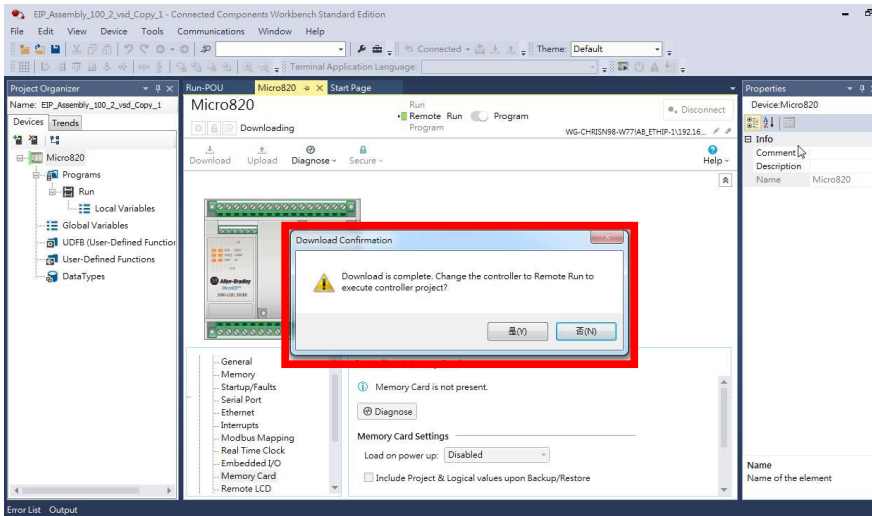 EIP_Assembly_100_2_vsd_Copy_1 - Connected Components Workbench Standard Edition
File Edit View Device Tools Communications Window Help
Connected Theme: Default
Terminal Application Language:
Project Organizer
Name: EIP_Assembly_100_2_vsd_Copy_1
Devices Trends
Micro820
Programs
Run
Local Variables
Global Variables
UDFB (User-Defined Function
User-Defined Functions
DataTypes
Run-POU Micro820 Start Page
Micro820
Downloading
Run
Remote Run Program
Program
Disconnect
WG-CHRISN98-W77!AB_ETHIP-1\192.16...
Download Upload Diagnose Secure Help
Allen-Bradley
Download Confirmation
Download is complete. Change the controller to Remote Run to
execute controller project?
是(Y) 否(N)
General
Memory
Startup/Faults
Serial Port
Ethernet
Interrupts
Modbus Mapping
Real Time Clock
Embedded I/O
Memory Card
Remote LCD
Memory Card is not present.
Diagnose
Memory Card Settings
Load on power up: Disabled
Include Project & Logical values upon Backup/Restore
Properties
Device:Micro820
Info
Comment
Description
Name Micro820
Name
Name of the element
Error List Output